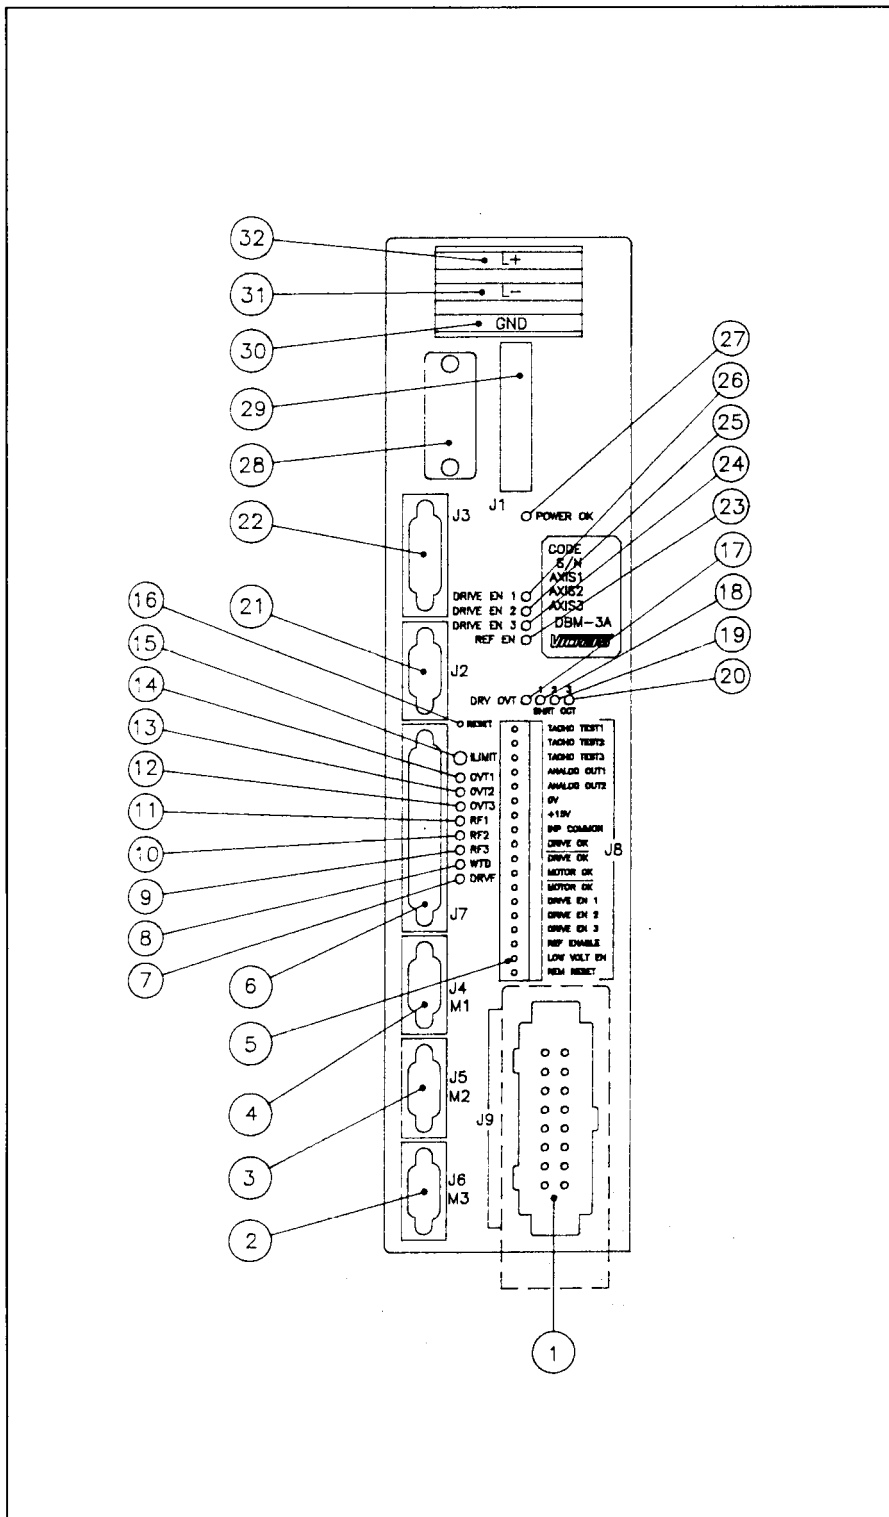 32
L+
31
L-
30
GND
27
29
26
25
28
24
J1
23
J3
POWER OK
22
CODE
S/N
AXIS1
AXIS2
AXIS3
DBM-3A
VICKERS
17
DRIVE EN 1
DRIVE EN 2
DRIVE EN 3
REF EN
18
16
21
19
15
J2
20
14
DRV OVT
1 2 3
SHRT CCT
13
RESET
12
ILIMIT
11
OVT1
10
OVT2
9
OVT3
8
RF1
7
RF2
RF3
WTD
DRVF
TACHO TEST1
TACHO TEST2
TACHO TEST3
ANALOG OUT1
ANALOG OUT2
0V
+15V
INP COMMON
DRIVE OK
DRIVE OK
MOTOR OK
MOTOR OK
DRIVE EN 1
DRIVE EN 2
DRIVE EN 3
REF ENABLE
LOW VOLT EN
REM RESET
J8
J7
6
J4
M1
5
4
J5
M2
J9
3
J6
M3
2
1